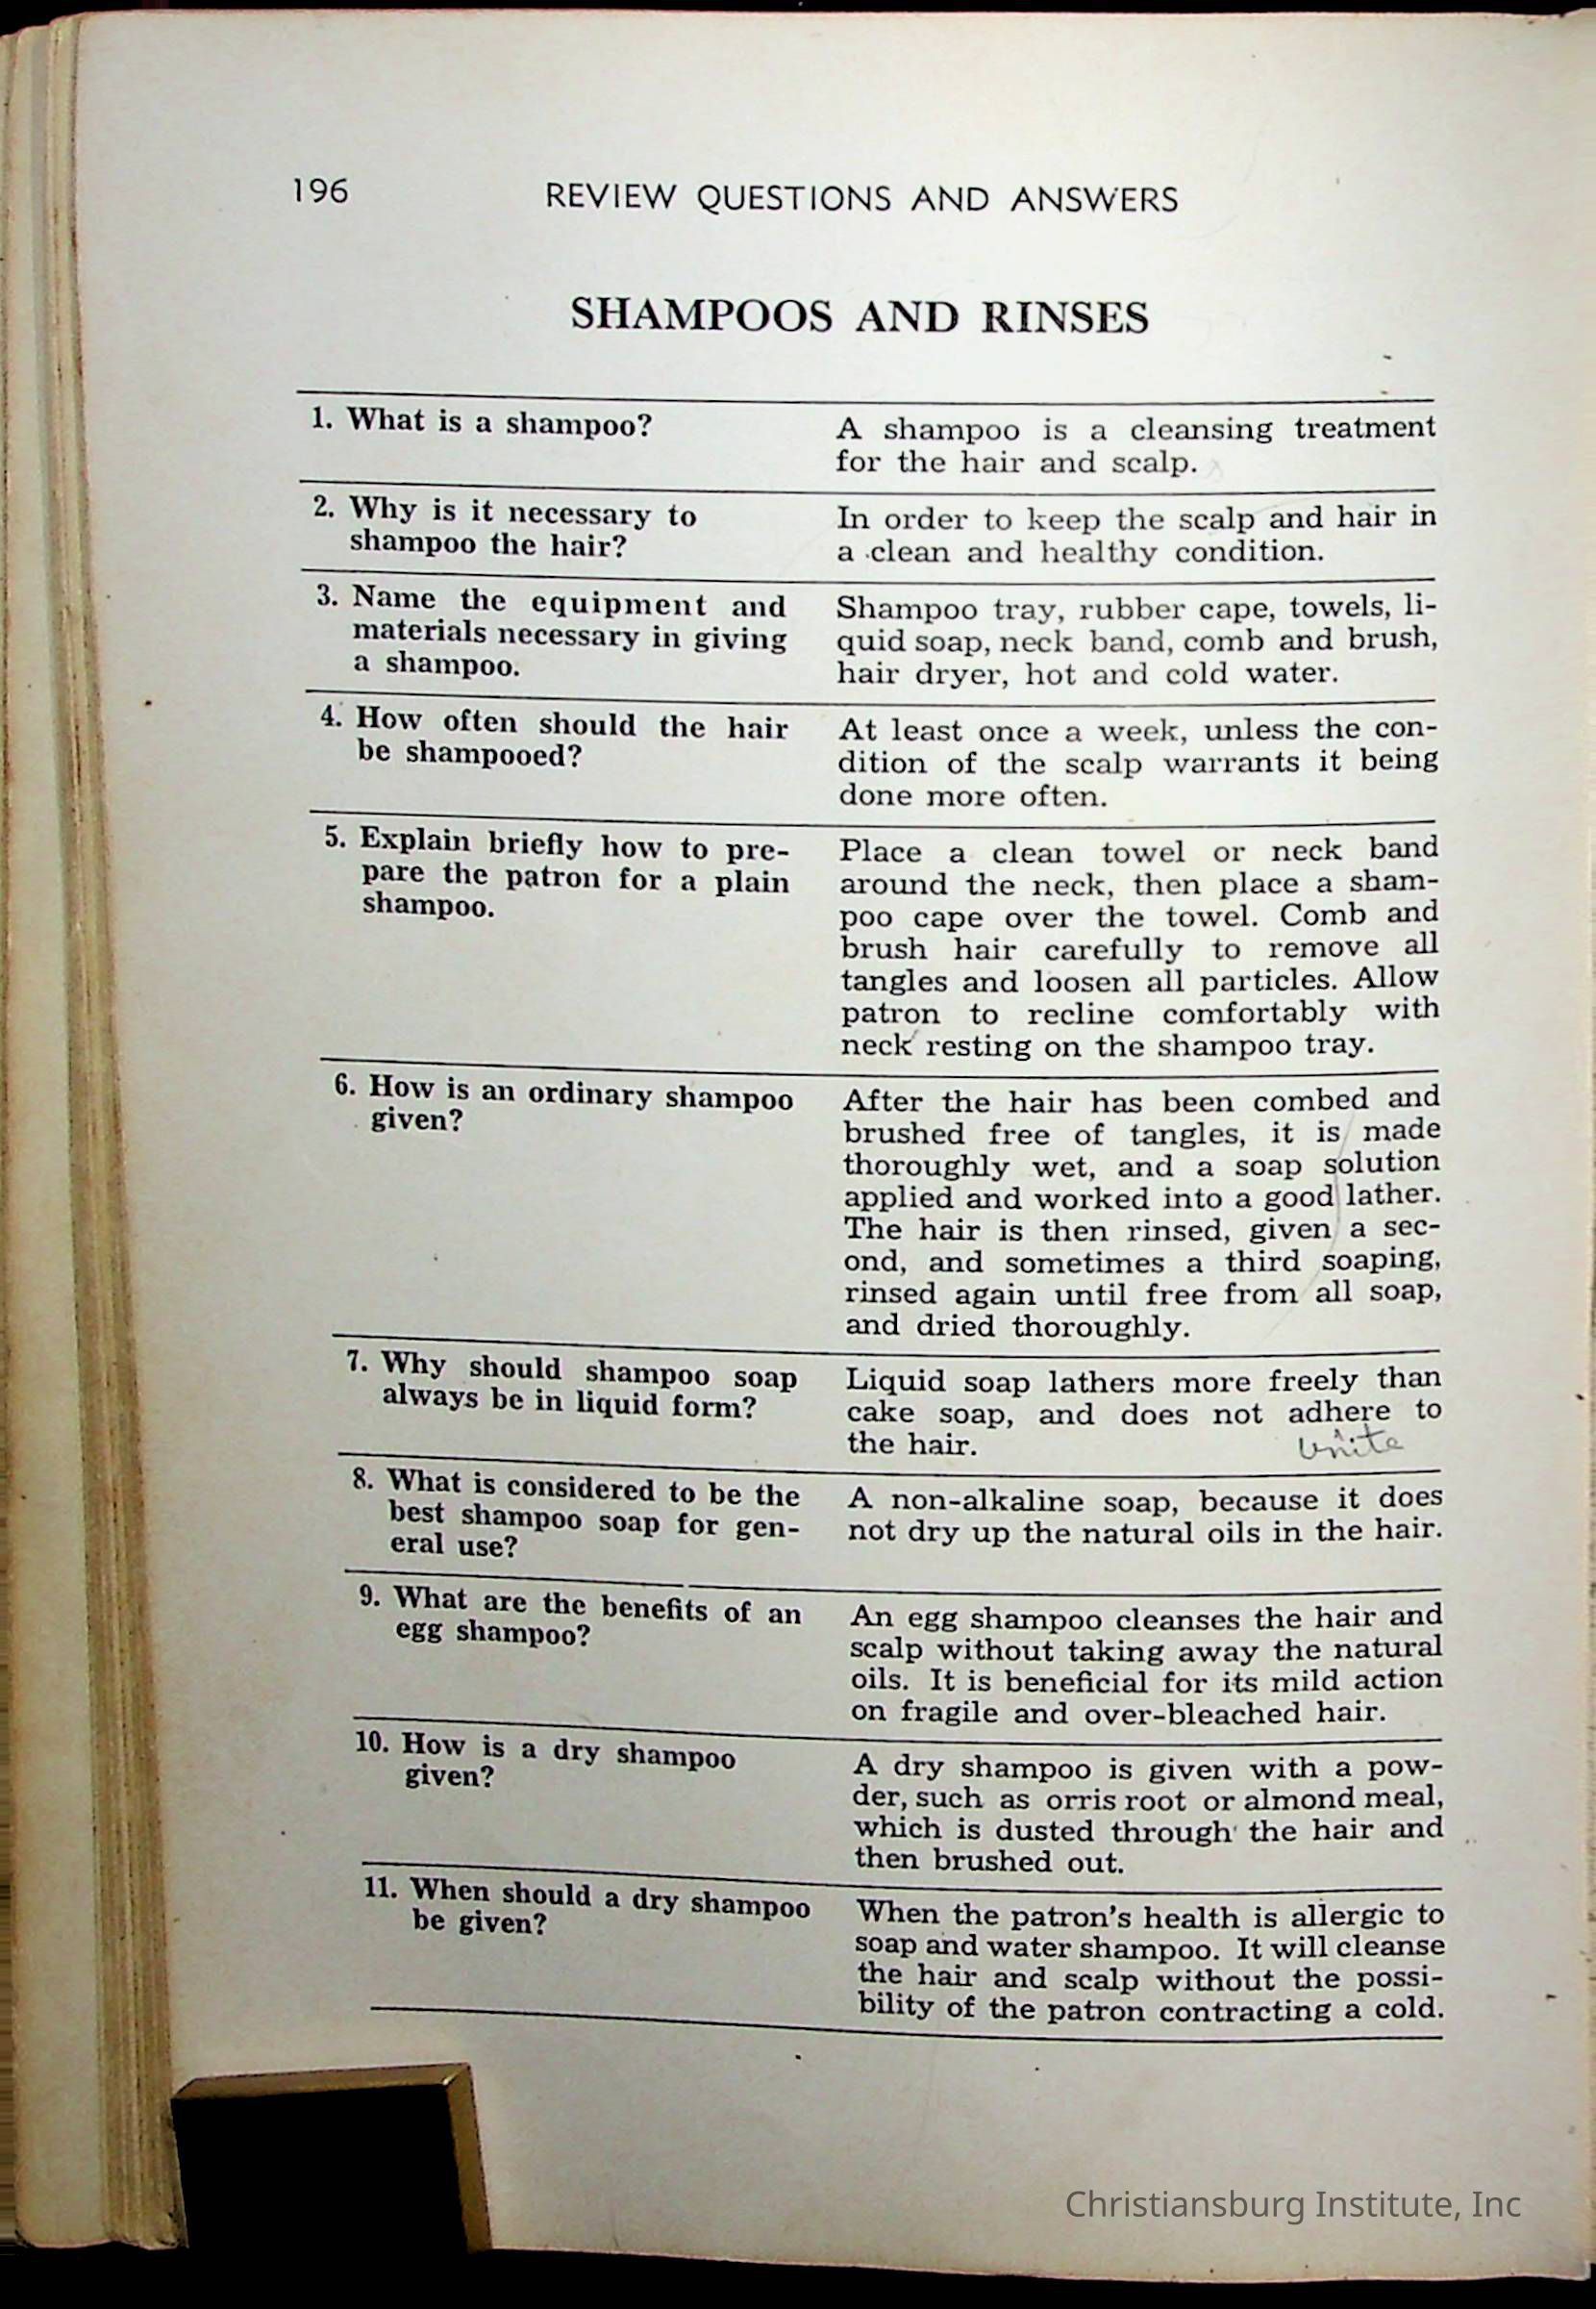 196 REVIEW QUESTIONS AND ANSWERS
SHAMPOOS AND RINSES
1. What is a shampoo?
A shampoo is a cleansing treatment
for the hair and scalp.
2. Why is it necessary to
shampoo the hair?
In order to keep the scalp and hair in
a clean and healthy condition.
3. Name the equipment and
materials necessary in giving
a shampoo.
Shampoo tray, rubber cape, towels, li-
quid soap, neck band, comb and brush,
hair dryer, hot and cold water.
4. How often should the hair
be shampooed?
At least once a week, unless the con-
dition of the scalp warrants it being
done more often.
5. Explain briefly how to pre-
pare the patron for a plain
shampoo.
Place a clean towel or neck band
around the neck, then place a sham-
poo cape over the towel. Comb and
brush hair carefully to remove all
tangles and loosen all particles. Allow
patron to recline comfortably with
neck resting on the shampoo tray.
6. How is an ordinary shampoo
given?
After the hair has been combed and
brushed free of tangles, it is made
thoroughly wet, and a soap solution
applied and worked into a good lather.
The hair is then rinsed, given a sec-
ond, and sometimes a third soaping,
rinsed again until free from all soap,
and dried thoroughly.
7. Why should shampoo soap
always be in liquid form?
Liquid soap lathers more freely than
cake soap, and does not adhere to
the hair.
unite
8. What is considered to be the
best shampoo soap for gen-
eral use?
A non-alkaline soap, because it does
not dry up the natural oils in the hair.
9. What are the benefits of an
egg shampoo?
An egg shampoo cleanses the hair and
scalp without taking away the natural
oils. It is beneficial for its mild action
on fragile and over-bleached hair.
10. How is a dry shampoo
given?
A dry shampoo is given with a pow-
der, such as orris root or almond meal,
which is dusted through the hair and
then brushed out.
11. When should a dry shampoo
be given?
When the patron's health is allergic to
soap and water shampoo. It will cleanse
the hair and scalp without the possi-
bility of the patron contracting a cold.
Christiansburg Institute, Inc